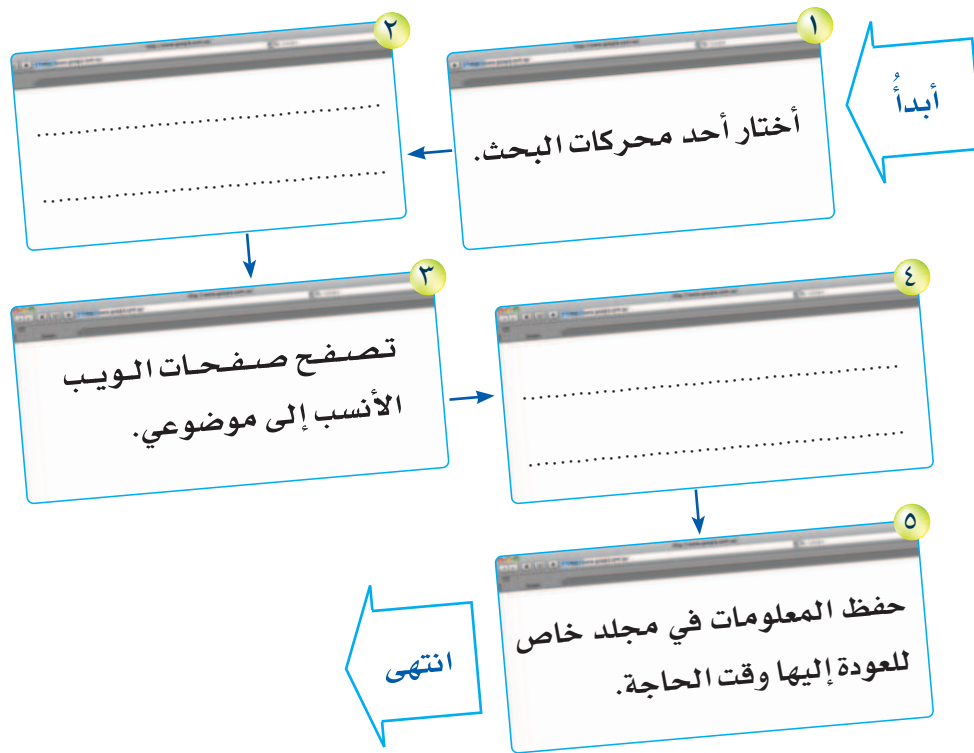 أبدأُ
١
أختار أحد محركات البحث.
٢
..........................................................
..........................................................
٣
تصفح صفحات الويب
الأنسب إلى موضوعي.
٤
..........................................................
..........................................................
٥
حفظ المعلومات في مجلد خاص
للعودة إليها وقت الحاجة.
انتهى